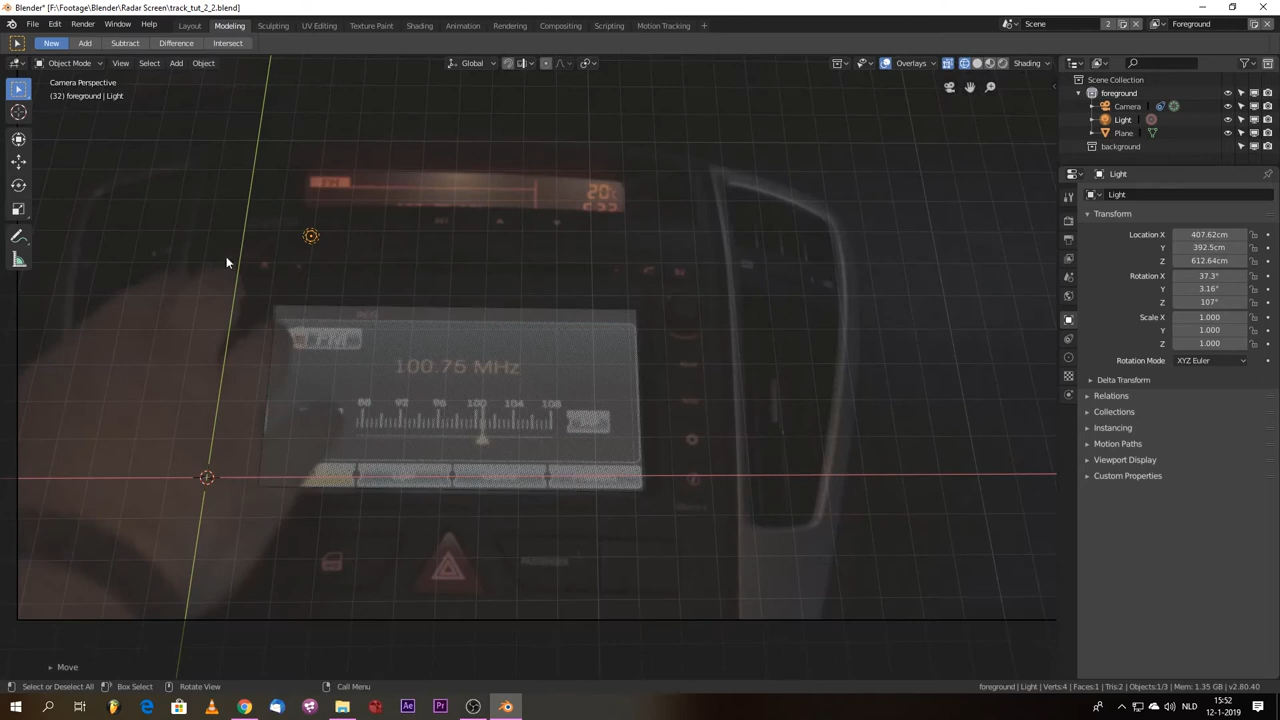 Blender* [F:\Footage\Blender\Radar Screen\track_tut_2_2.blend]
File Edit Render Window Help Layout Modeling Sculpting UV Editing Texture Paint Shading Animation Rendering Compositing Scripting Motion Tracking + Scene 2 Foreground
New Add Subtract Difference Intersect
Object Mode View Select Add Object Global Overlays Shading
Camera Perspective
(32) foreground | Light
Scene Collection
foreground
Camera
Light
Plane
background
Light
Light
Transform
Location X 407.62cm
Y 392.5cm
Z 612.64cm
Rotation X 37.3°
Y 3.16°
Z 107°
Scale X 1.000
Y 1.000
Z 1.000
Rotation Mode XYZ Euler
Delta Transform
Relations
Collections
Instancing
Motion Paths
Viewport Display
Custom Properties
FM
20
100.75 MHz
88 92 96 100 104 108
Move
Select or Deselect All Box Select Rotate View Call Menu foreground | Light | Verts:4 | Faces:1 | Tris:2 | Objects:1/3 | Mem: 1.35 GB | v2.80.40
Ae Pr NLD 15:52
12-1-2019